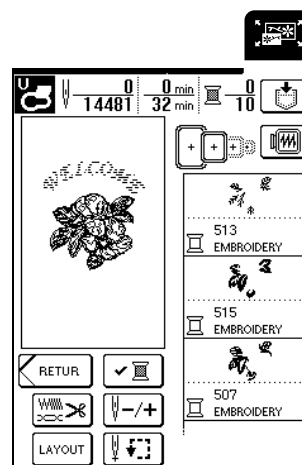 U
0 0 min 0
14481 32 min 10
WELCOME
513
EMBROIDERY
515
EMBROIDERY
507
EMBROIDERY
RETUR
-/+
LAYOUT